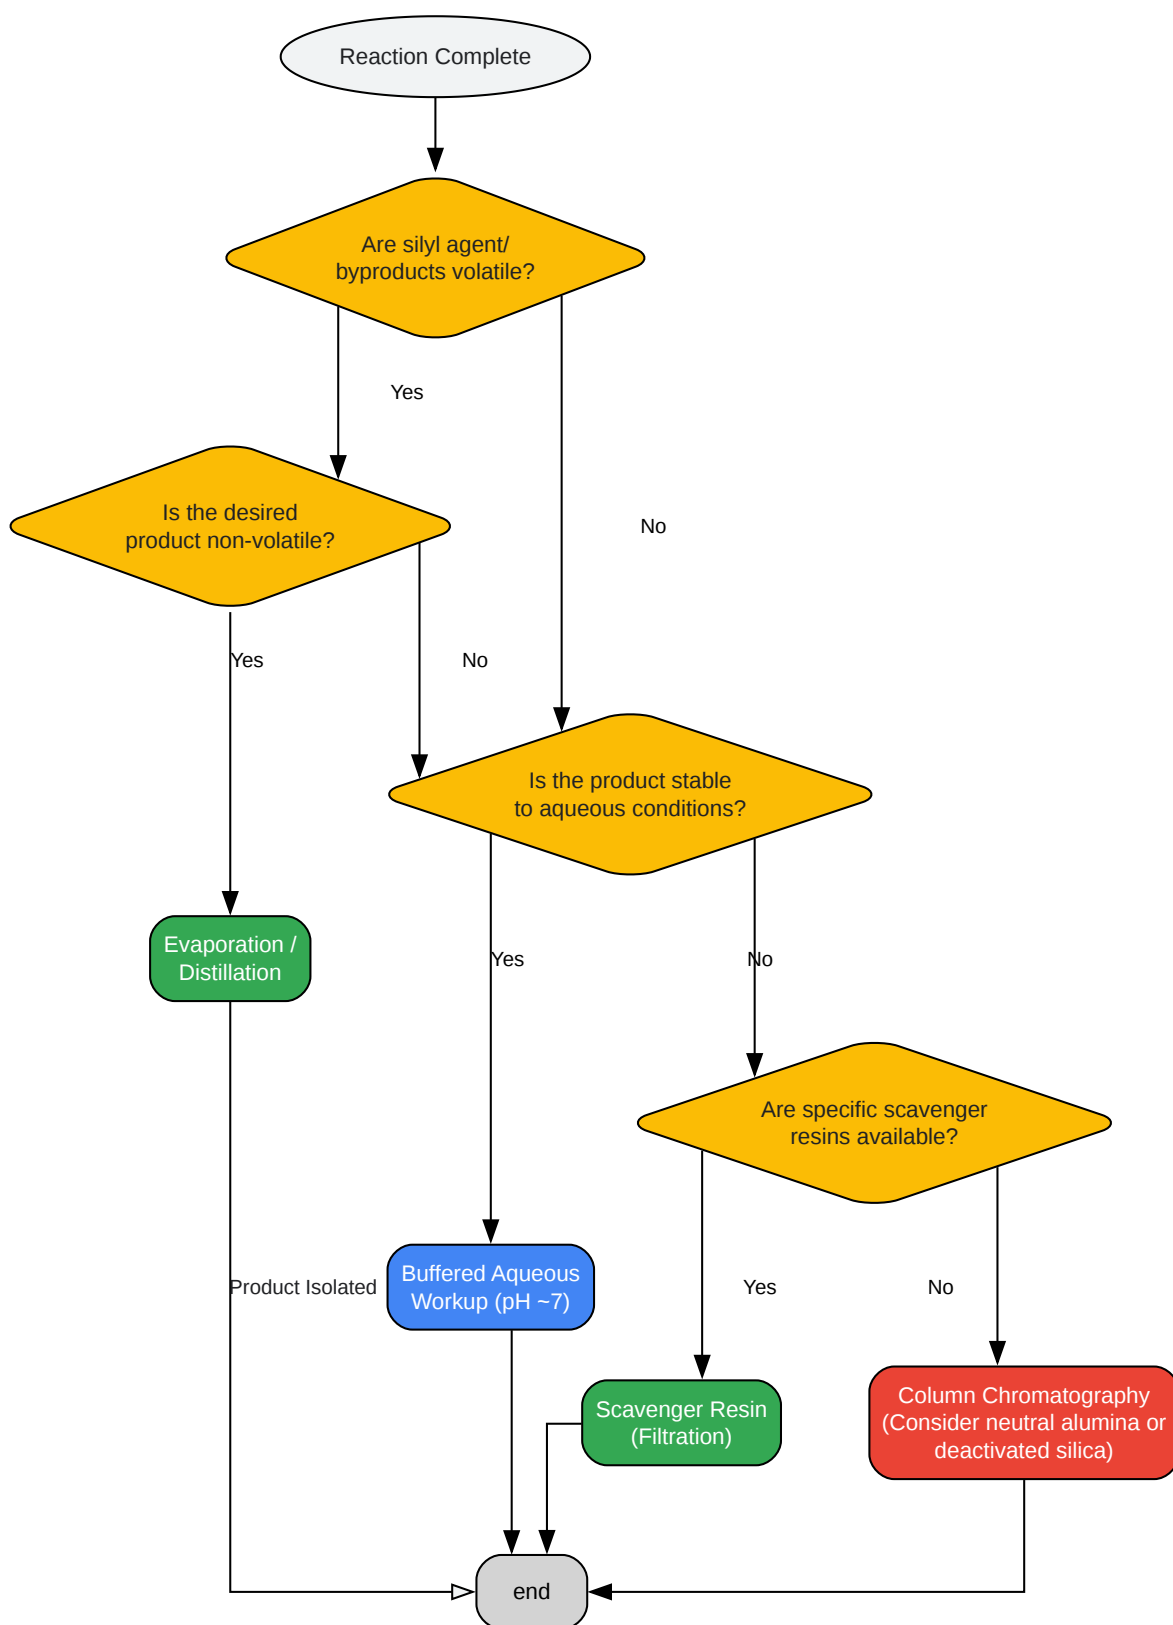 Reaction Complete
Are silyl agent/
byproducts volatile?
Yes
Is the desired
product non-volatile?
No
Yes
No
Is the product stable
to aqueous conditions?
Evaporation /
Distillation
Yes
No
Are specific scavenger
resins available?
Product Isolated
Buffered Aqueous
Workup (pH ~7)
Yes
No
Scavenger Resin
(Filtration)
Column Chromatography
(Consider neutral alumina or
deactivated silica)
end